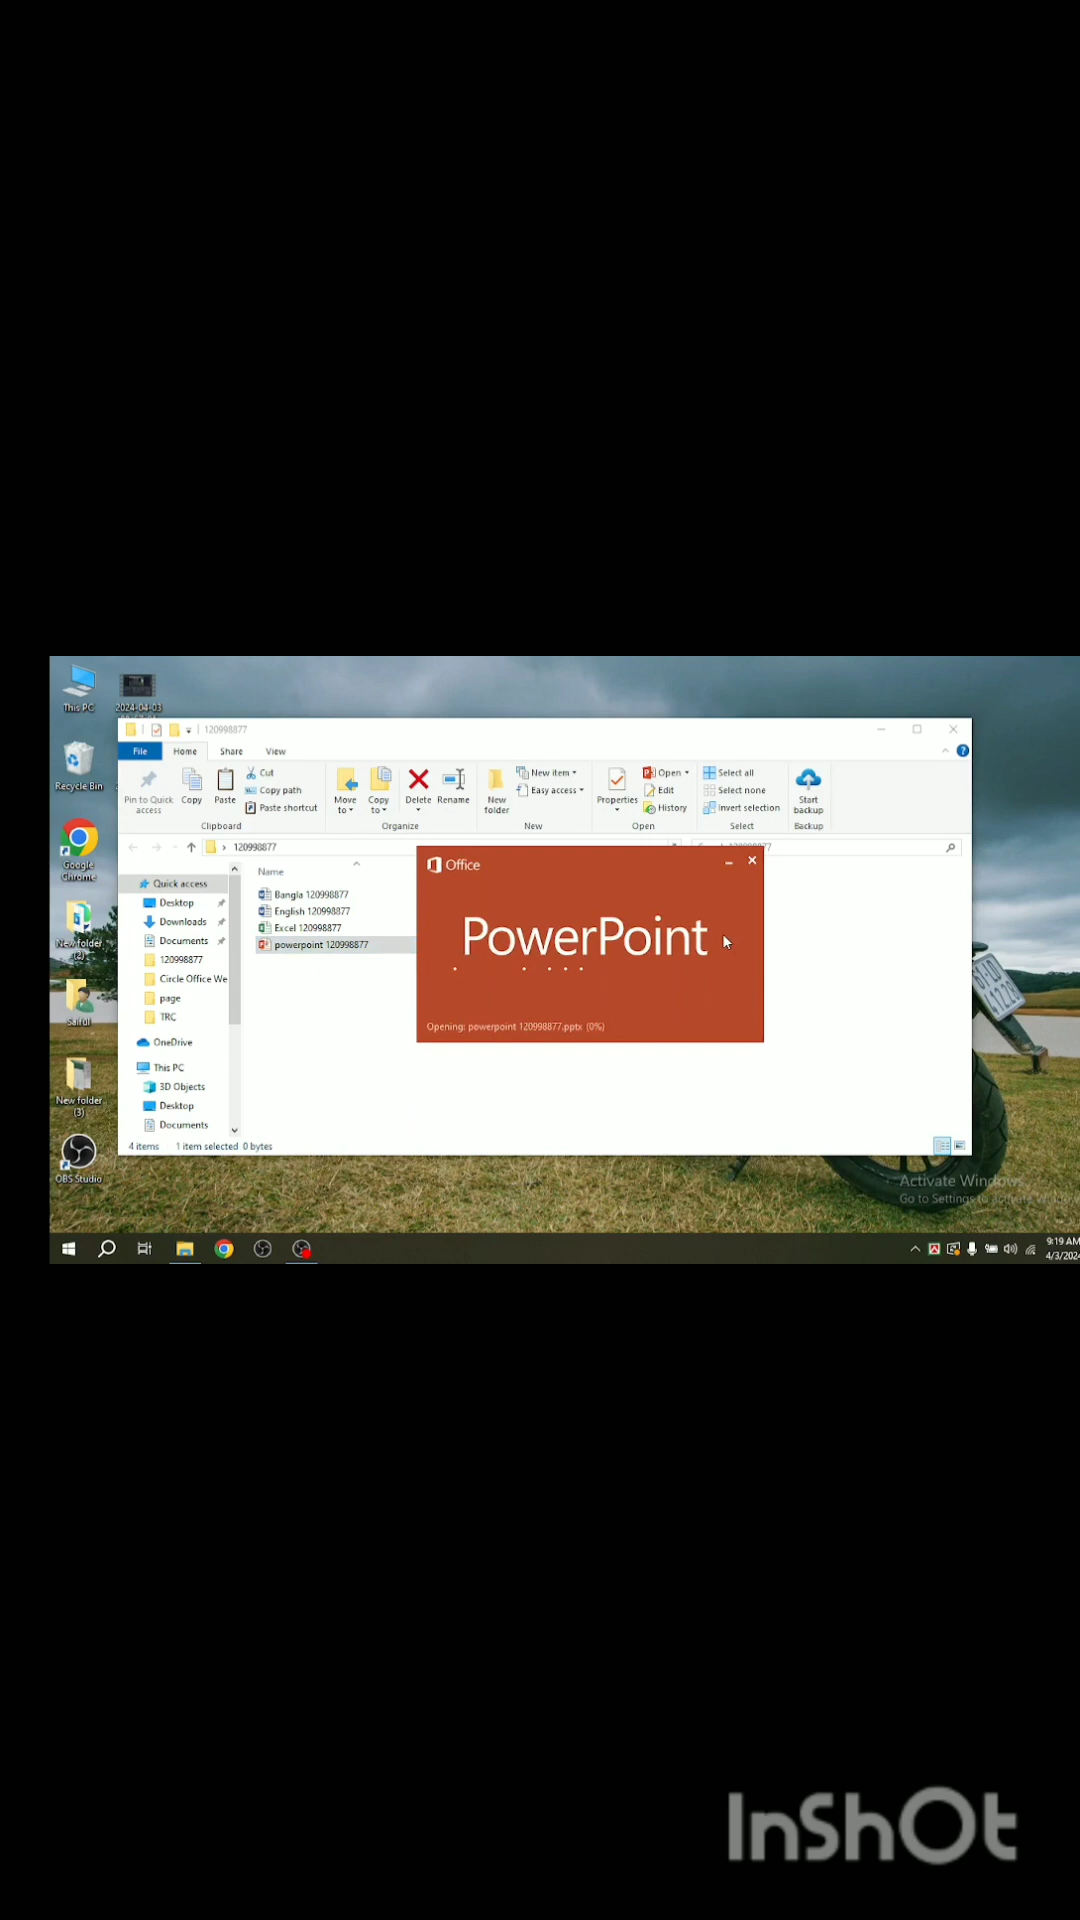 This PC
2024-04-03
Recycle Bin
Google
Chrome
New folder
(2)
Saiful
New folder
(3)
OBS Studio
120998877
File
Home
Share
View
Pin to Quick
access
Copy
Paste
Cut
Copy path
Paste shortcut
Clipboard
Move
to
Copy
to
Delete
Rename
Organize
New
folder
New item
Easy access
New
Properties
Open
Edit
History
Open
Select all
Select none
Invert selection
Select
Start
backup
Backup
120998877
Name
Bangla 120998877
English 120998877
Excel 120998877
powerpoint 120998877
Quick access
Desktop
Downloads
Documents
120998877
Circle Office We
page
TRC
OneDrive
This PC
3D Objects
Desktop
Documents
4 items
1 item selected 0 bytes
Office
PowerPoint
Opening: powerpoint 120998877.pptx (0%)
Activate Windows
Go to Settings to activate
9:19 AM
4/3/2024
InShOt